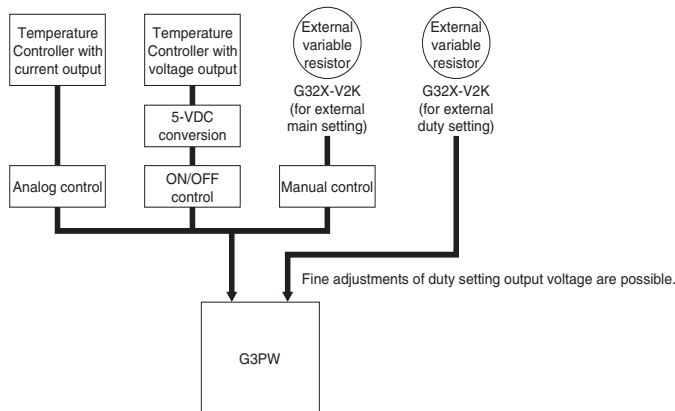 Temperature
Controller with
current output
Temperature
Controller with
voltage output
External
variable
resistor
External
variable
resistor
G32X-V2K
(for external
main setting)
G32X-V2K
(for external
duty setting)
5-VDC
conversion
Analog control
ON/OFF
control
Manual control
Fine adjustments of duty setting output voltage are possible.
G3PW